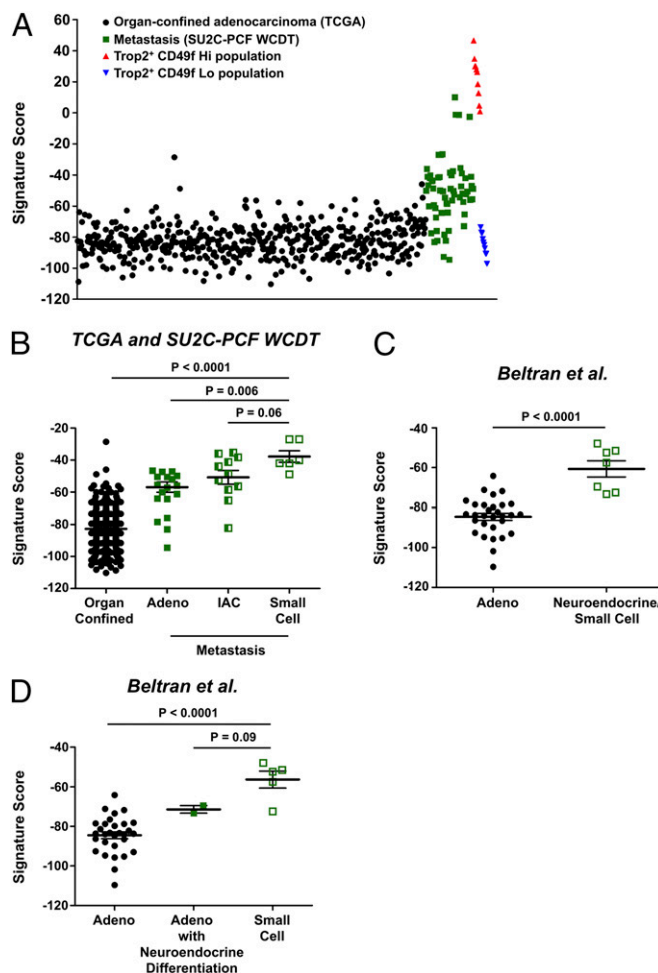 A
Organ-confined adenocarcinoma (TCGA)
Metastasis (SU2C-PCF WCDT)
Trop2+ CD49f Hi population
Trop2+ CD49f Lo population
Signature Score
60
40
20
0
-20
-40
-60
-80
-100
-120
B
TCGA and SU2C-PCF WCDT
P < 0.0001
P = 0.006
P = 0.06
Signature Score
-20
-40
-60
-80
-100
-120
Organ
Confined
Adeno
IAC
Small
Cell
Metastasis
C
Beltran et al.
P < 0.0001
Signature Score
-40
-60
-80
-100
-120
Adeno
Neuroendocrine/
Small Cell
D
Beltran et al.
P < 0.0001
P = 0.09
Signature Score
-40
-60
-80
-100
-120
Adeno
Adeno
with
Neuroendocrine
Differentiation
Small
Cell